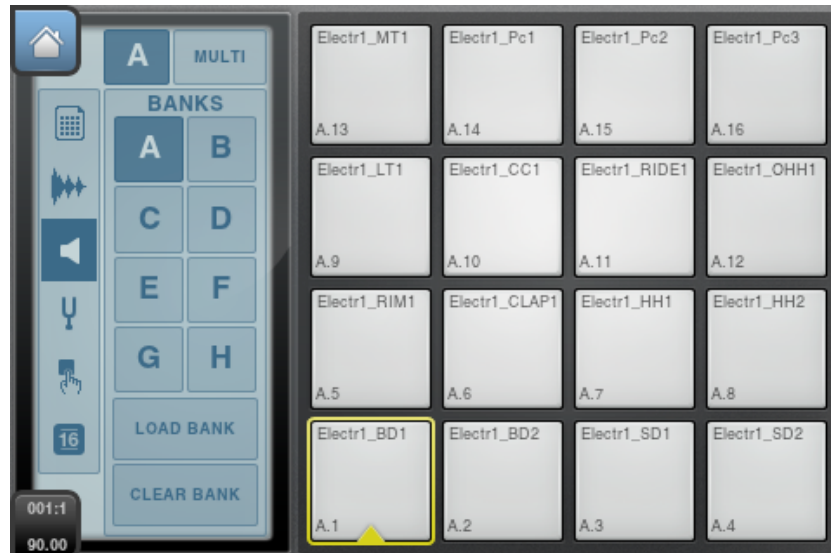 A
MULTI
BANKS
A
B
C
D
E
F
G
H
LOAD BANK
CLEAR BANK
16
001:1
90.00
Electr1_MT1
A.13
Electr1_Pc1
A.14
Electr1_Pc2
A.15
Electr1_Pc3
A.16
Electr1_LT1
A.9
Electr1_CC1
A.10
Electr1_RIDE1
A.11
Electr1_OHH1
A.12
Electr1_RIM1
A.5
Electr1_CLAP1
A.6
Electr1_HH1
A.7
Electr1_HH2
A.8
Electr1_BD1
A.1
Electr1_BD2
A.2
Electr1_SD1
A.3
Electr1_SD2
A.4